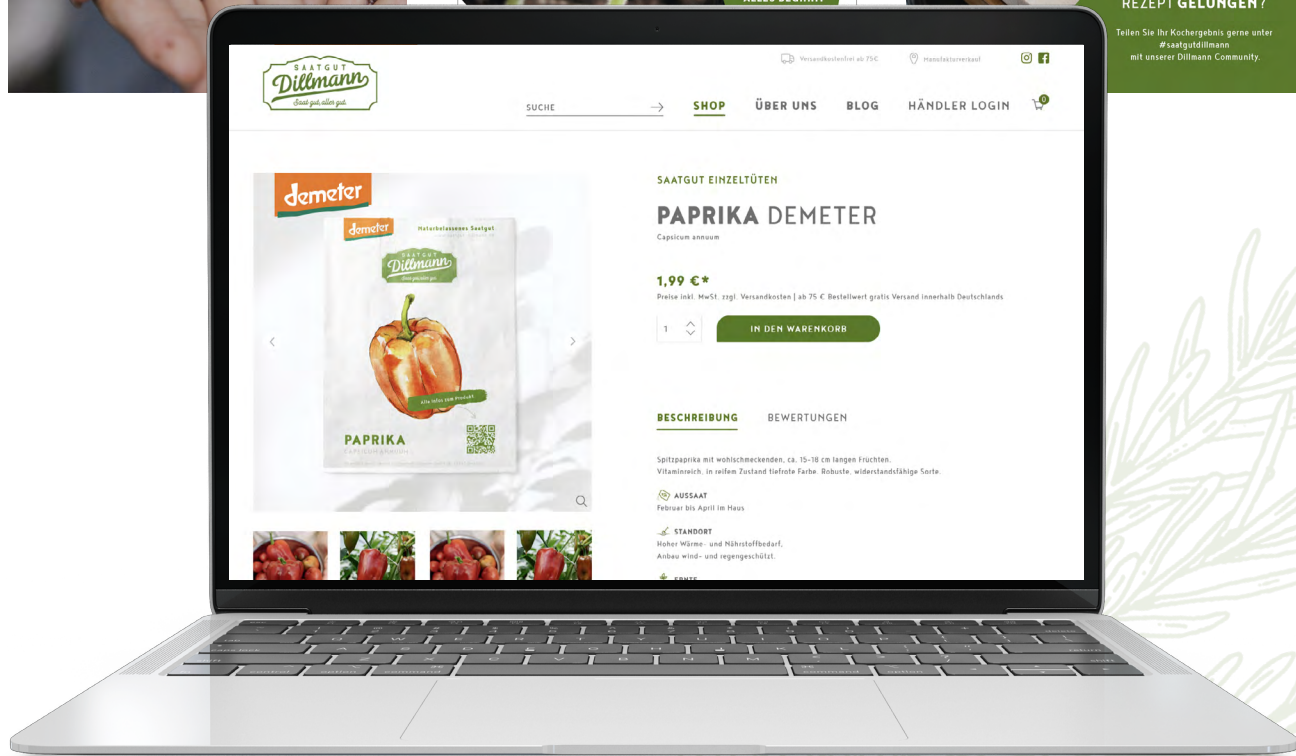 REZEPT GELUNGEN?
Teilen Sie Ihr Kochergebnis gerne unter
#saatgutdillmann
mit unserer Dillmann Community.
SAATGUT
Dillmann
Saat gut, alles gut.
Versandkostenfrei ab 75€
Manufakturverkauf
SUCHE
SHOP
ÜBER UNS
BLOG
HÄNDLER LOGIN
0
demeter
demeter
Naturbelassenes Saatgut
SAATGUT
Dillmann
Saat gut, alles gut.
Alle Infos zum Produkt
PAPRIKA
CAPSICUM ANNUUM
SAATGUT EINZELTÜTEN
PAPRIKA DEMETER
Capsicum annuum
1,99 €*
Preise inkl. MwSt. zzgl. Versandkosten | ab 75 € Bestellwert gratis Versand innerhalb Deutschlands
1
IN DEN WARENKORB
BESCHREIBUNG
BEWERTUNGEN
Spitzpaprika mit wohlschmeckenden, ca. 15-18 cm langen Früchten.
Vitaminreich, in reifem Zustand tiefrote Farbe. Robuste, widerstandsfähige Sorte.
AUSSAAT
Februar bis April im Haus
STANDORT
Hoher Wärme- und Nährstoffbedarf,
Anbau wind- und regengeschützt.